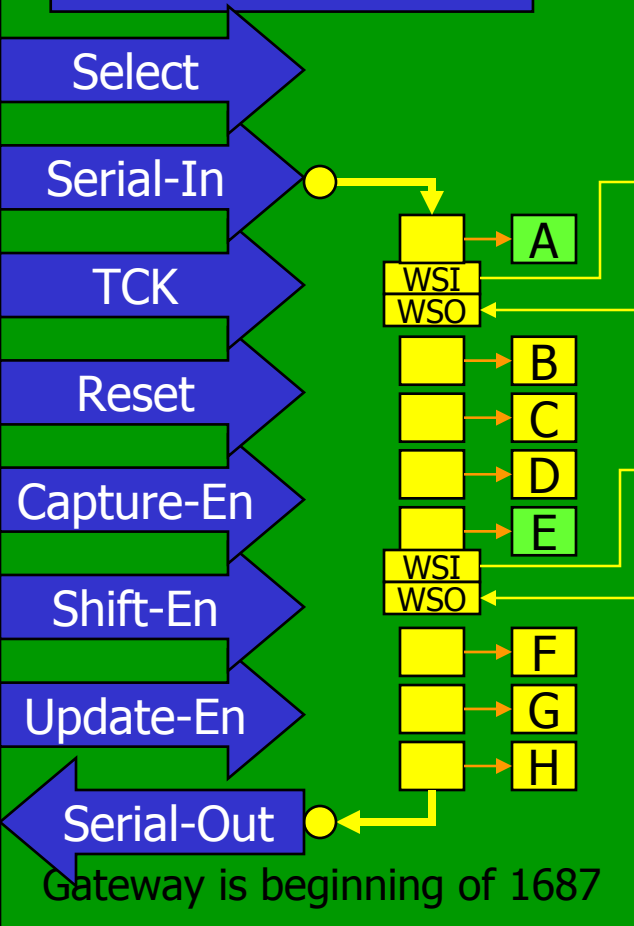 Select
Serial-In
TCK
Reset
Capture-En
Shift-En
Update-En
Serial-Out
A
WSI
WSO
B
C
D
E
WSI
WSO
F
G
H
Gateway is beginning of 1687